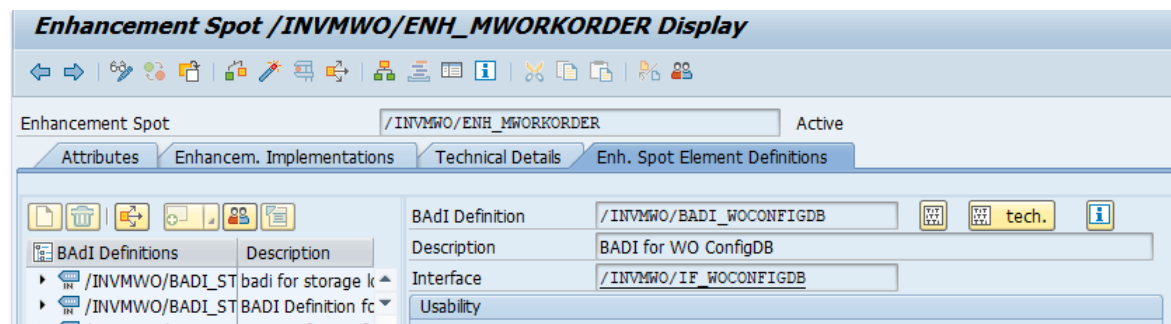 Enhancement Spot /INVMWO/ENH_MWORKORDER Display
Enhancement Spot /INVMWO/ENH_MWORKORDER Active
Attributes Enhancem. Implementations Technical Details Enh. Spot Element Definitions
BAdI Definition /INVMWO/BADI_WOCONFIGDB tech.
BAdI Definitions Description
Description BADI for WO ConfigDB
/INVMWO/BADI_ST badi for storage lo
Interface /INVMWO/IF_WOCONFIGDB
/INVMWO/BADI_ST BADI Definition fo
Usability